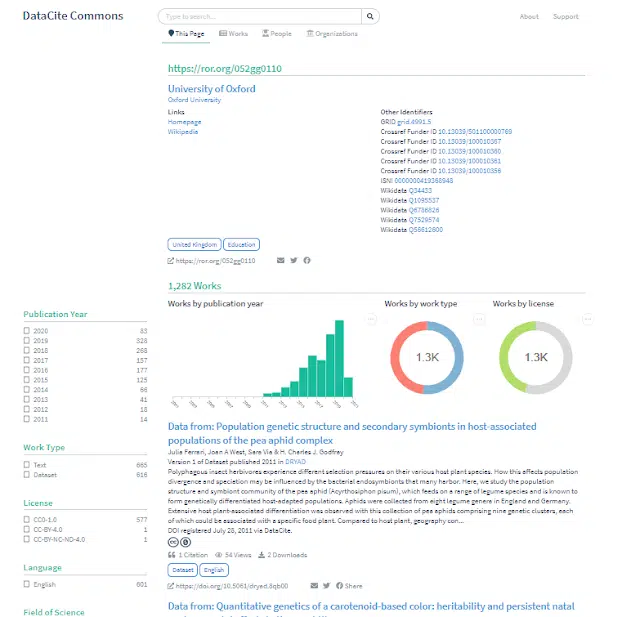 DataCite Commons
Type to search...
About
Support
This Page
Works
People
Organizations
https://ror.org/052gg0110
University of Oxford
Oxford University
Links
Homepage
Wikipedia
Other Identifiers
GRID grid.4991.5
Crossref Funder ID 10.13039/501100000769
Crossref Funder ID 10.13039/100010367
Crossref Funder ID 10.13039/100010360
Crossref Funder ID 10.13039/100010361
Crossref Funder ID 10.13039/100010356
ISNI 0000000419368948
Wikidata Q34433
Wikidata Q1095537
Wikidata Q6786826
Wikidata Q7529574
Wikidata Q56612600
United Kingdom
Education
https://ror.org/052gg0110
1,282 Works
Works by publication year
Works by work type
Works by license
1.3K
1.3K
Publication Year
2020 83
2019 328
2018 268
2017 157
2016 177
2015 125
2014 66
2013 41
2012 18
2011 14
Work Type
Text 665
Dataset 616
License
CC0-1.0 577
CC-BY-4.0 1
CC-BY-NC-ND-4.0 1
Language
English 601
Field of Science
Data from: Population genetic structure and secondary symbionts in host-associated
populations of the pea aphid complex
Julia Ferrari, Joan A West, Sara Via & H. Charles J. Godfray
Version 1 of Dataset published 2011 in DRYAD
Polyphagous insect herbivores experience different selection pressures on their various host plant species. How this affects population
divergence and speciation may be influenced by the bacterial endosymbionts that many harbor. Here, we study the population
structure and symbiont community of the pea aphid (Acyrthosiphon pisum), which feeds on a range of legume species and is known to
form genetically differentiated host-adapted populations. Aphids were collected from eight legume genera in England and Germany.
Extensive host plant-associated differentiation was observed with this collection of pea aphids comprising nine genetic clusters, each
of which could be associated with a specific food plant. Compared to host plant, geography con...
DOI registered July 28, 2011 via DataCite.
1 Citation
54 Views
2 Downloads
Dataset
English
https://doi.org/10.5061/dryad.8qb00
Share
Data from: Quantitative genetics of a carotenoid-based color: heritability and persistent natal